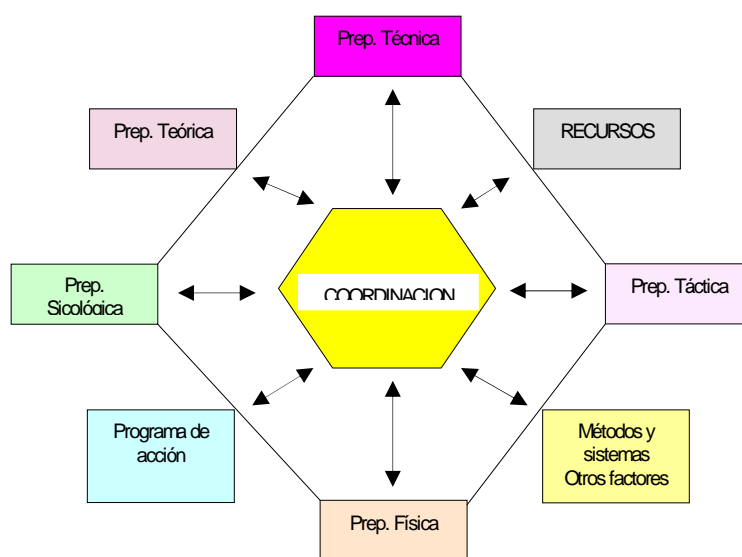 Prep. Técnica
Prep. Teórica
RECURSOS
Prep.
Sicológica
COORDINACION
Prep. Táctica
Programa de
acción
Métodos y
sistemas
Otros factores
Prep. Física